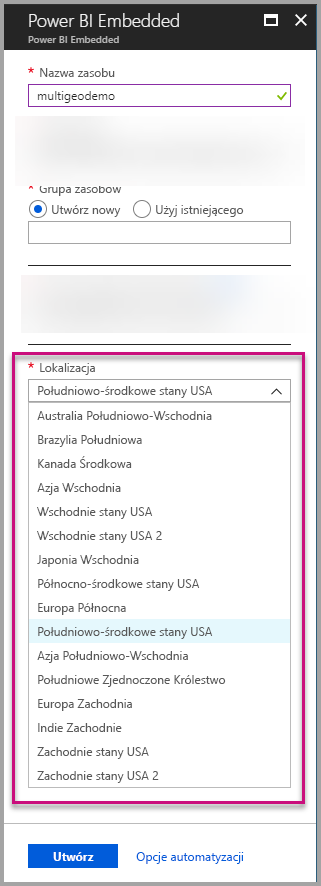 Power BI Embedded
Power BI Embedded
* Nazwa zasobu
multigeodemo
* Grupa zasobów
Utwórz nowy Użyj istniejącego
* Lokalizacja
Południowo-środkowe stany USA
Australia Południowo-Wschodnia
Brazylia Południowa
Kanada Środkowa
Azja Wschodnia
Wschodnie stany USA
Wschodnie stany USA 2
Japonia Wschodnia
Północno-środkowe stany USA
Europa Północna
Południowo-środkowe stany USA
Azja Południowo-Wschodnia
Południowe Zjednoczone Królestwo
Europa Zachodnia
Indie Zachodnie
Zachodnie stany USA
Zachodnie stany USA 2
Utwórz Opcje automatyzacji